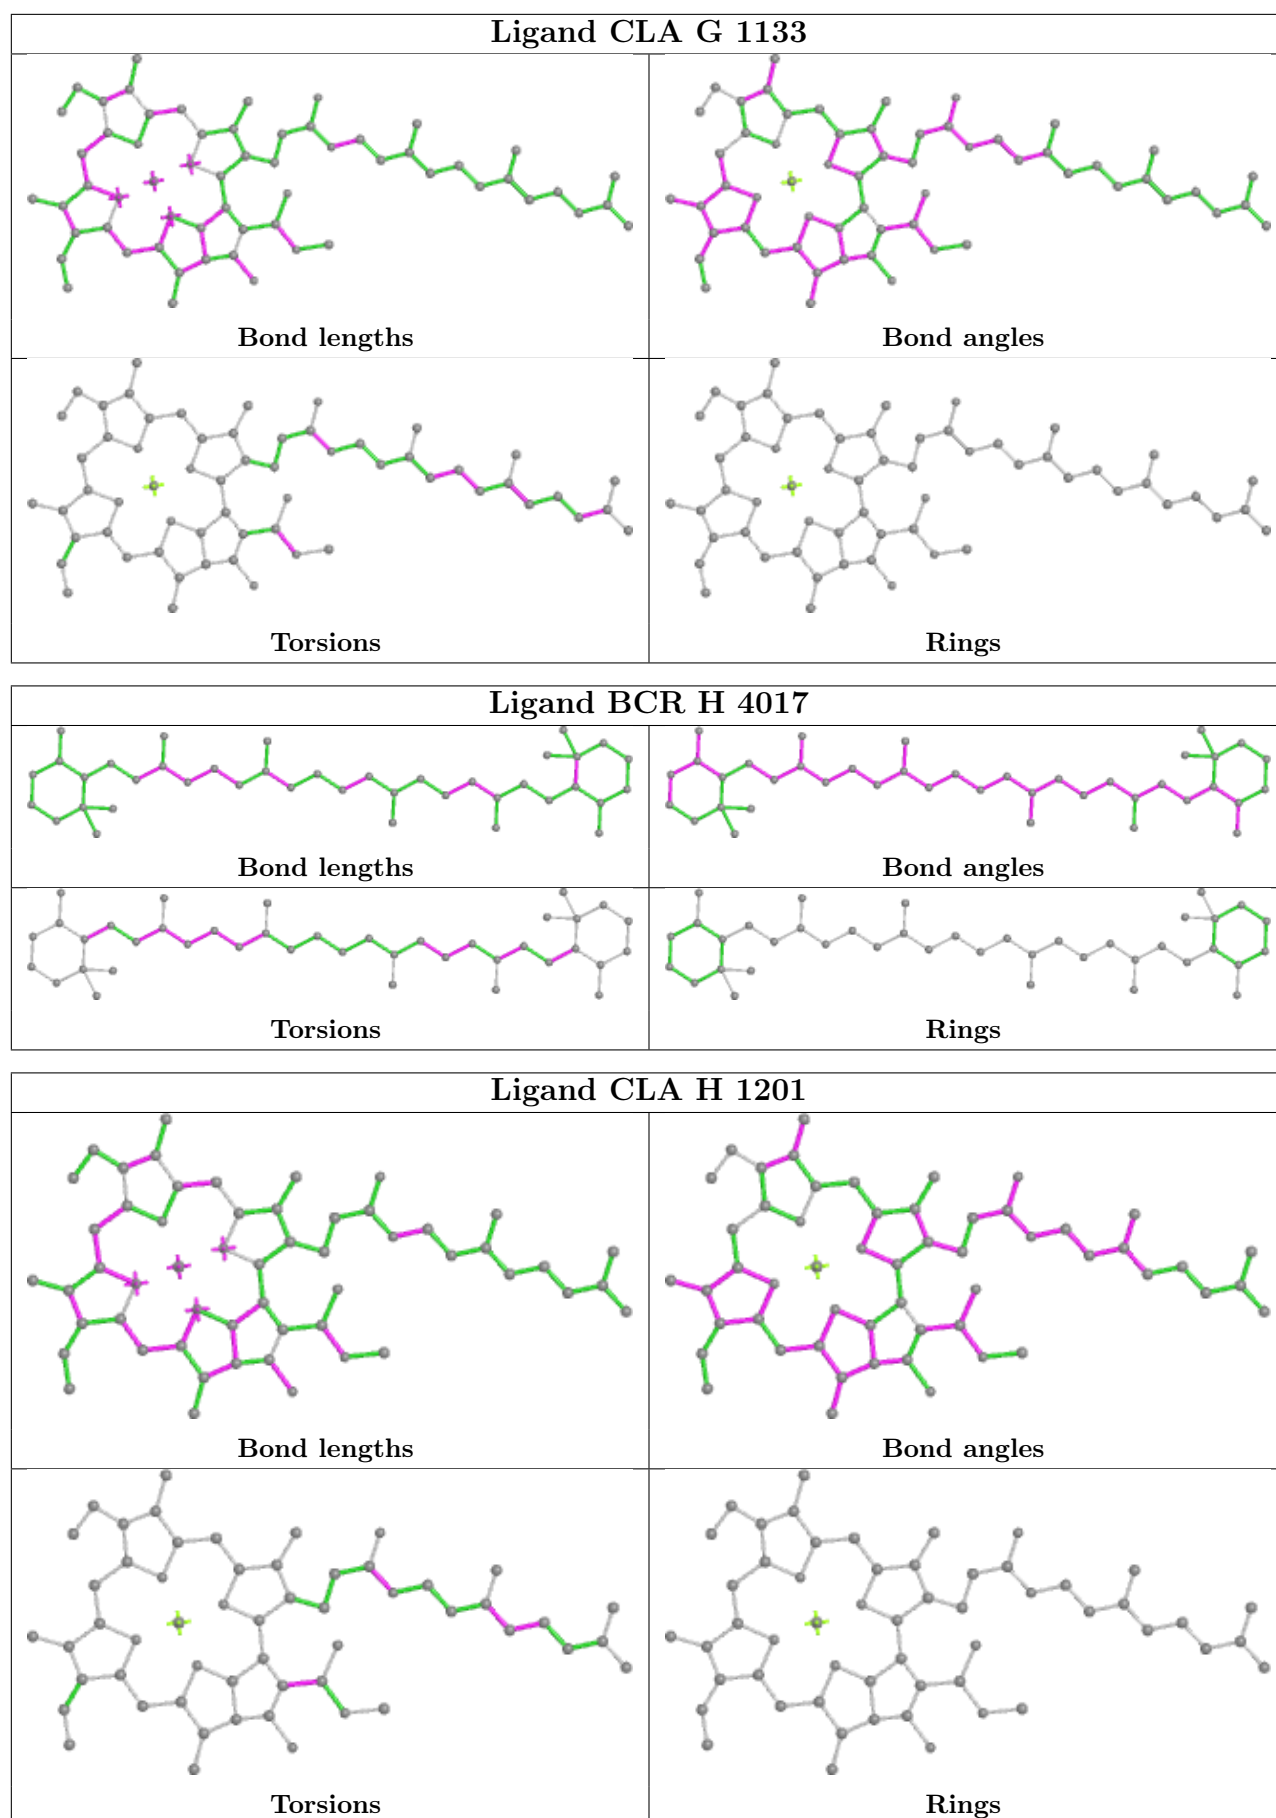 Ligand CLA G 1133
Bond lengths
Bond angles
Torsions
Rings
Ligand BCR H 4017
Bond lengths
Bond angles
Torsions
Rings
Ligand CLA H 1201
Bond lengths
Bond angles
Torsions
Rings